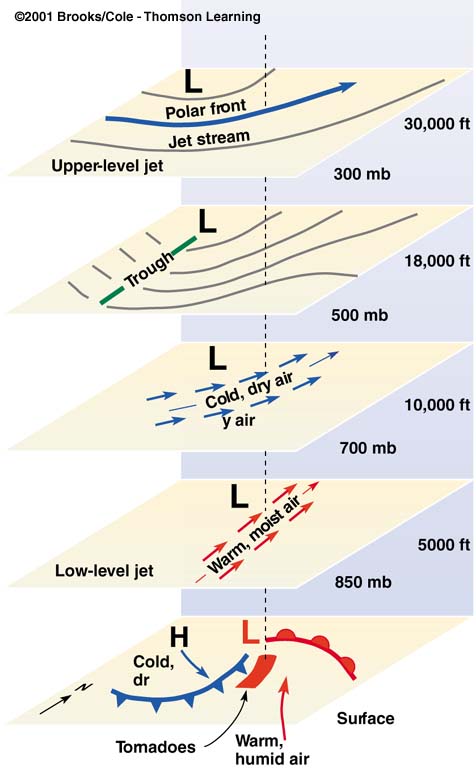 ©2001 Brooks/Cole - Thomson Learning
L
Polar front
Jet stream
Upper-level jet
30,000 ft
300 mb
L
Trough
18,000 ft
500 mb
L
Cold, dry air
y air
10,000 ft
700 mb
L
Warm, moist air
Low-level jet
5000 ft
850 mb
H
L
Cold,
dr
N
Surface
Tornadoes
Warm,
humid air